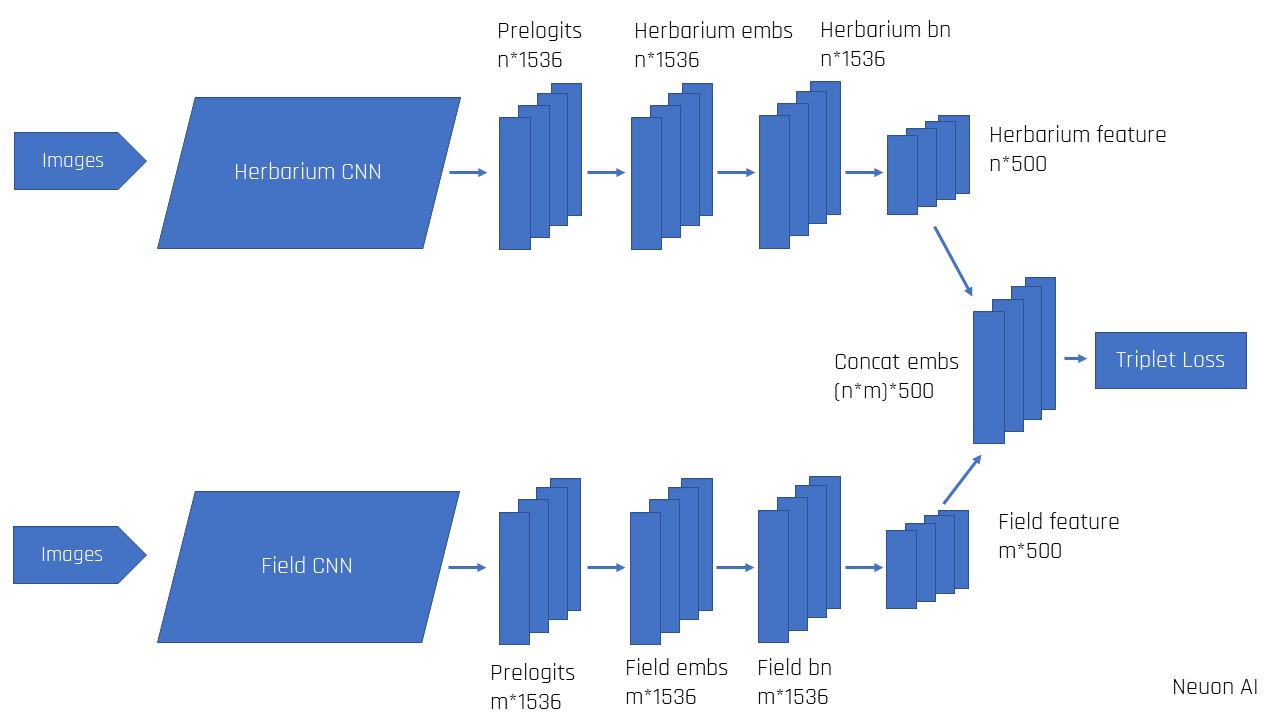 Prelogits
n*1536
Herbarium embs
n*1536
Herbarium bn
n*1536
Images
Herbarium CNN
Herbarium feature
n*500
Concat embs
(n*m)*500
Triplet Loss
Images
Field CNN
Field feature
m*500
Prelogits
m*1536
Field embs
m*1536
Field bn
m*1536
Neuon AI